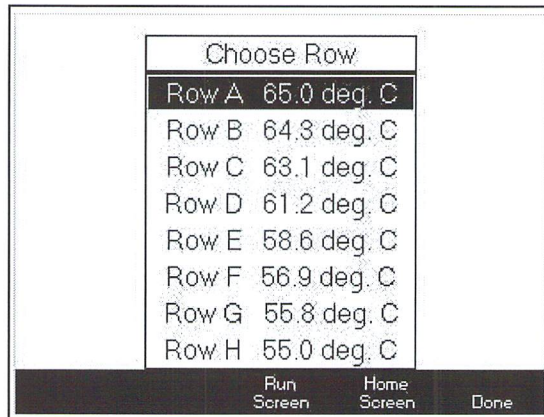 Choose Row
Row A 65.0 deg. C
Row B 64.3 deg. C
Row C 63.1 deg. C
Row D 61.2 deg. C
Row E 58.6 deg. C
Row F 56.9 deg. C
Row G 55.8 deg. C
Row H 55.0 deg. C
Run Screen
Home Screen
Done